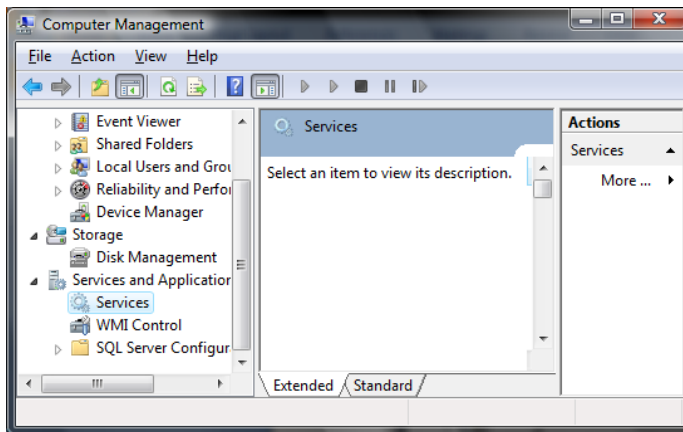 Computer Management
File Action View Help
Event Viewer
Shared Folders
Local Users and Grou
Reliability and Perfor
Device Manager
Storage
Disk Management
Services and Application
Services
WMI Control
SQL Server Configur
Services
Select an item to view its description.
Extended Standard
Actions
Services
More ...